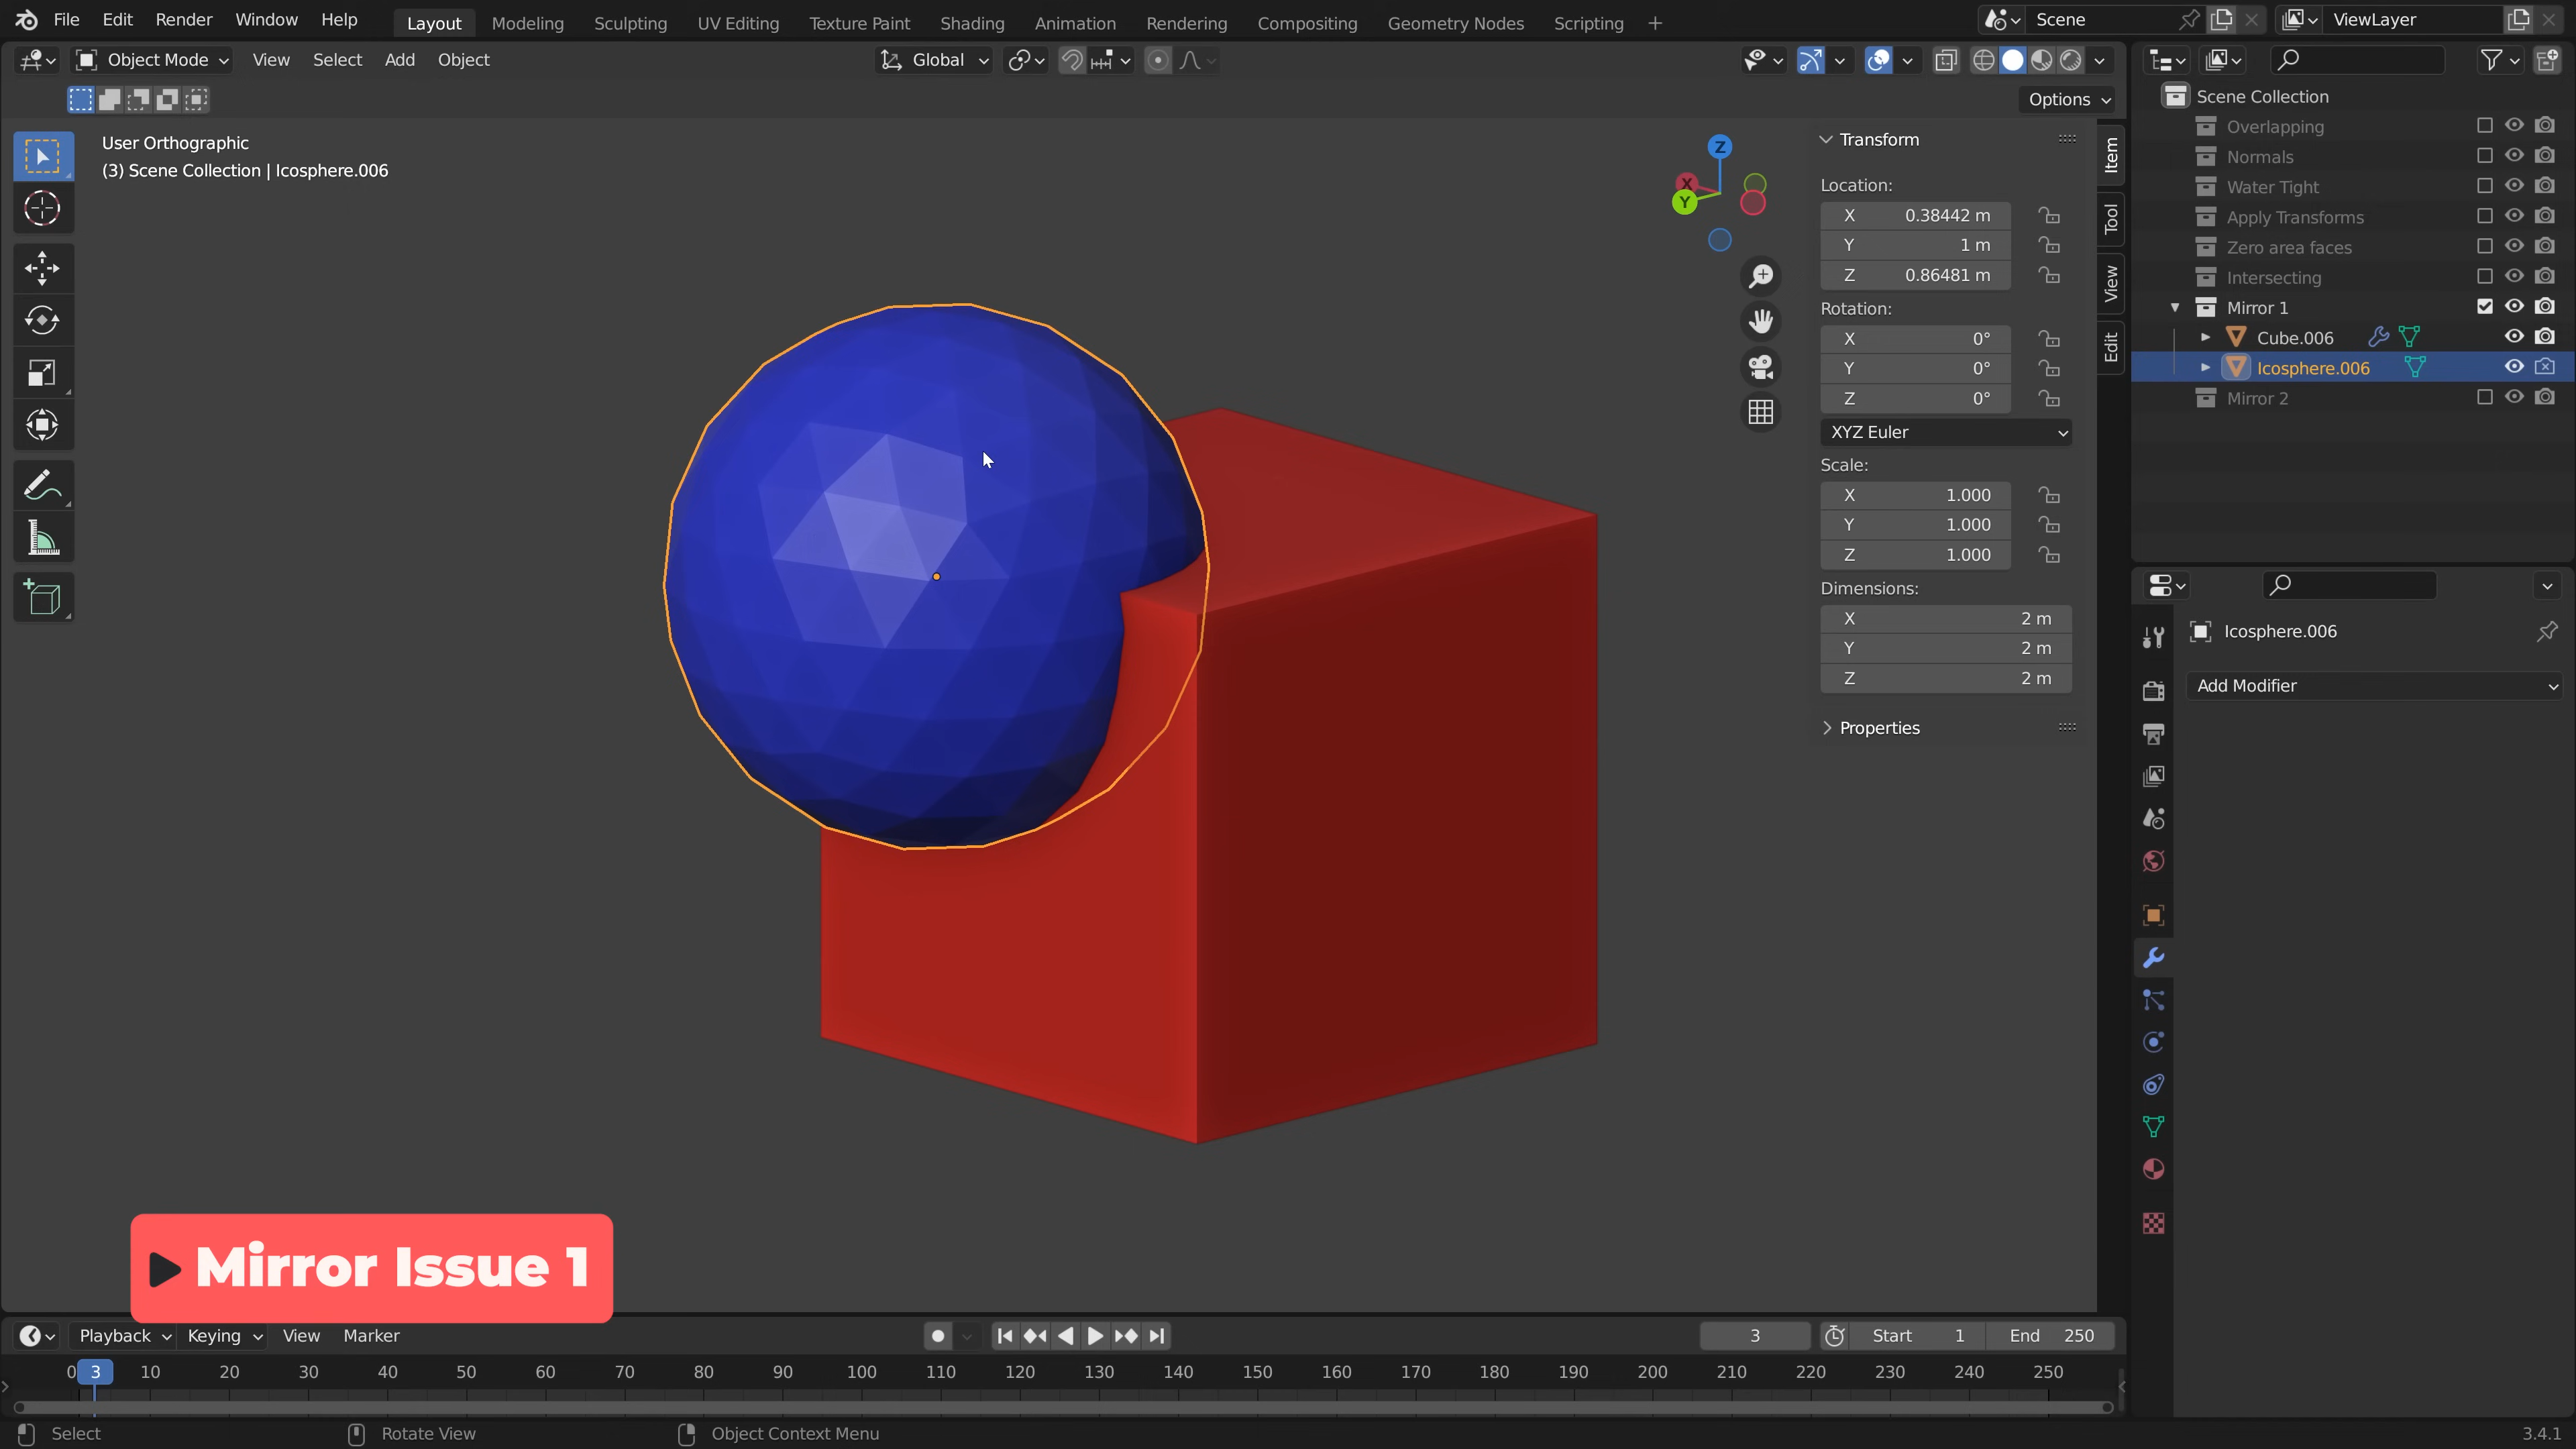 File Edit Render Window Help Layout Modeling Sculpting UV Editing Texture Paint Shading Animation Rendering Compositing Geometry Nodes Scripting + Scene ViewLayer
Object Mode View Select Add Object Global
Options
User Orthographic
(3) Scene Collection | Icosphere.006
Z
X
Y
Transform
Location:
X 0.38442 m
Y 1 m
Z 0.86481 m
Rotation:
X 0°
Y 0°
Z 0°
XYZ Euler
Scale:
X 1.000
Y 1.000
Z 1.000
Dimensions:
X 2 m
Y 2 m
Z 2 m
Properties
Item
Tool
View
Edit
Scene Collection
Overlapping
Normals
Water Tight
Apply Transforms
Zero area faces
Intersecting
Mirror 1
Cube.006
Icosphere.006
Mirror 2
Icosphere.006
Add Modifier
Mirror Issue 1
Playback Keying View Marker 3 Start 1 End 250
0 3 10 20 30 40 50 60 70 80 90 100 110 120 130 140 150 160 170 180 190 200 210 220 230 240 250
Select Rotate View Object Context Menu 3.4.1